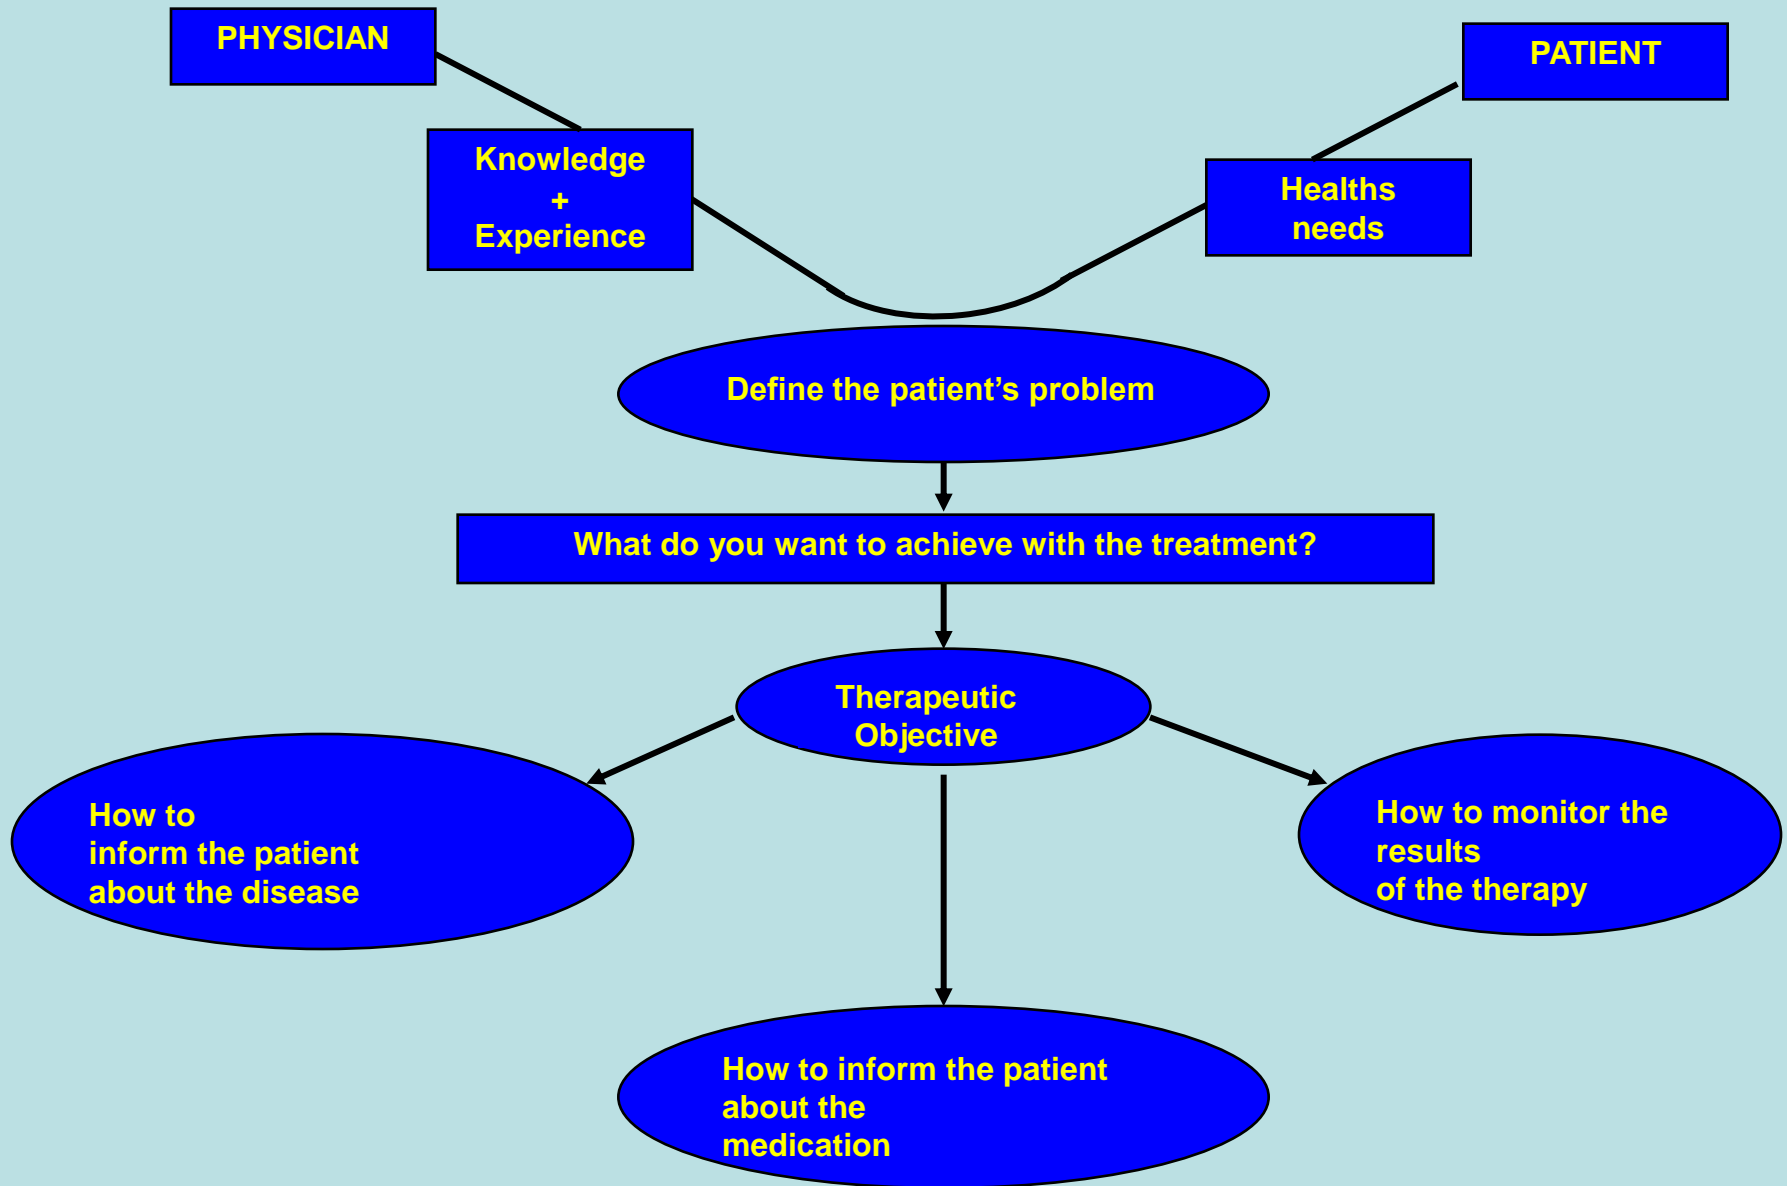 PHYSICIAN
PATIENT
Knowledge
+
Experience
Healths
needs
Define the patient’s problem
What do you want to achieve with the treatment?
Therapeutic
Objective
How to
inform the patient
about the disease
How to monitor the
results
of the therapy
How to inform the patient
about the
medication